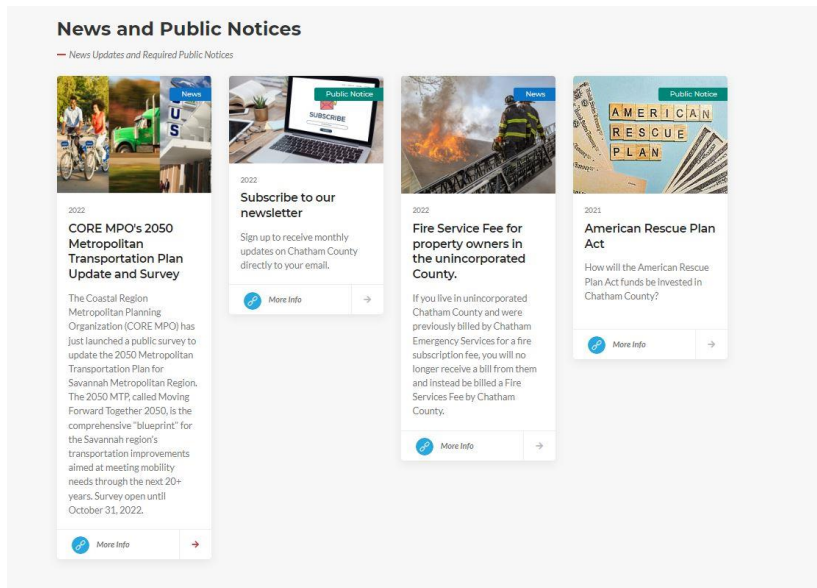 News and Public Notices
News Updates and Required Public Notices
News
US
2022
CORE MPO's 2050
Metropolitan
Transportation Plan
Update and Survey
The Coastal Region
Metropolitan Planning
Organization (CORE MPO) has
just launched a public survey to
update the 2050 Metropolitan
Transportation Plan for
Savannah Metropolitan Region.
The 2050 MTP, called Moving
Forward Together 2050, is the
comprehensive "blueprint" for
the Savannah region's
transportation improvements
aimed at meeting mobility
needs through the next 20+
years. Survey open until
October 31, 2022.
More Info
Public Notice
SUBSCRIBE
2022
Subscribe to our
newsletter
Sign up to receive monthly
updates on Chatham County
directly to your email.
More Info
News
2022
Fire Service Fee for
property owners in
the unincorporated
County.
If you live in unincorporated
Chatham County and were
previously billed by Chatham
Emergency Services for a fire
subscription fee, you will no
longer receive a bill from them
and instead be billed a Fire
Services Fee by Chatham
County.
More Info
Public Notice
AMERICAN
RESCUE
PLAN
2021
American Rescue Plan
Act
How will the American Rescue
Plan Act funds be invested in
Chatham County?
More Info